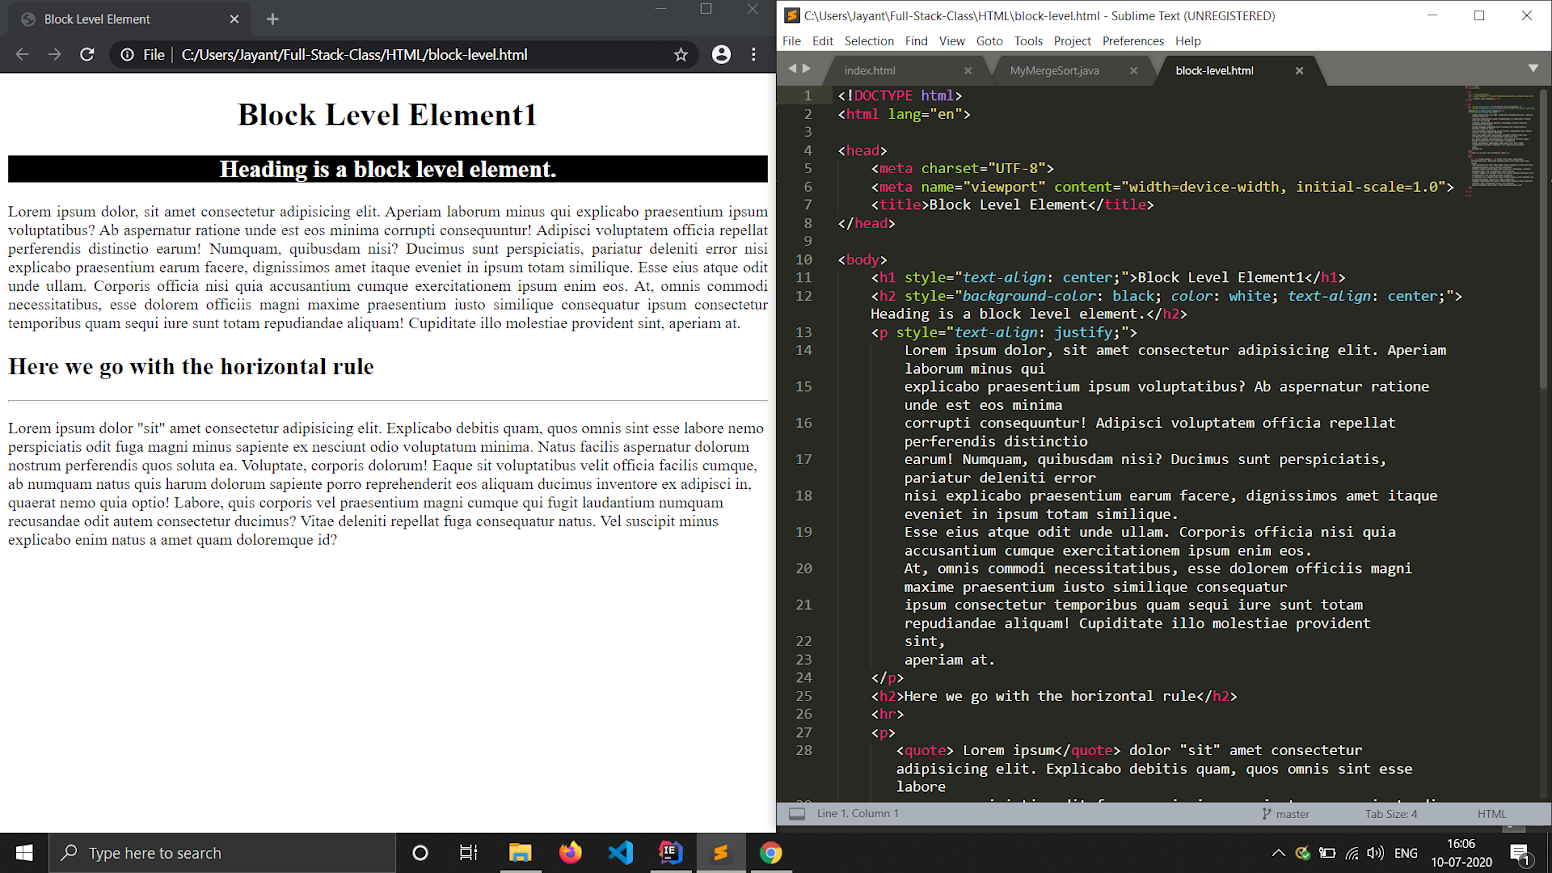 Block Level Element
File
C:/Users/Jayant/Full-Stack-Class/HTML/block-level.html
Block Level Element1
Heading is a block level element.
Lorem ipsum dolor, sit amet consectetur adipisicing elit. Aperiam laborum minus qui explicabo praesentium ipsum
voluptatibus? Ab aspernatur ratione unde est eos minima corrupti consequuntur! Adipisci voluptatem officia repellat
perferendis distinctio earum! Numquam, quibusdam nisi? Ducimus sunt perspiciatis, pariatur deleniti error nisi
explicabo praesentium earum facere, dignissimos amet itaque eveniet in ipsum totam similique. Esse eius atque odit
unde ullam. Corporis officia nisi quia accusantium cumque exercitationem ipsum enim eos. At, omnis commodi
necessitatibus, esse dolorem officiis magni maxime praesentium iusto similique consequatur ipsum consectetur
temporibus quam sequi iure sunt totam repudiandae aliquam! Cupiditate illo molestiae provident sint, aperiam at.
Here we go with the horizontal rule
Lorem ipsum dolor "sit" amet consectetur adipisicing elit. Explicabo debitis quam, quos omnis sint esse labore nemo
perspiciatis odit fuga magni minus sapiente ex nesciunt odio voluptatum minima. Natus facilis aspernatur dolorum
nostrum perferendis quos soluta ea. Voluptate, corporis dolorum! Eaque sit voluptatibus velit officia facilis cumque,
ab numquam natus quis harum dolorum sapiente porro reprehenderit eos aliquam ducimus inventore ex adipisci in,
quaerat nemo quia optio! Labore, quis corporis vel praesentium magni cumque qui fugit laudantium numquam
recusandae odit autem consectetur ducimus? Vitae deleniti repellat fuga consequatur natus. Vel suscipit minus
explicabo enim natus a amet quam doloremque id?
C:\Users\Jayant\Full-Stack-Class\HTML\block-level.html - Sublime Text (UNREGISTERED)
File Edit Selection Find View Goto Tools Project Preferences Help
index.html MyMergeSort.java block-level.html
1 <!DOCTYPE html>
2 <html lang="en">
3
4 <head>
5 <meta charset="UTF-8">
6 <meta name="viewport" content="width=device-width, initial-scale=1.0">
7 <title>Block Level Element</title>
8 </head>
9
10 <body>
11 <h1 style="text-align: center;">Block Level Element1</h1>
12 <h2 style="background-color: black; color: white; text-align: center;">
Heading is a block level element.</h2>
13 <p style="text-align: justify;">
14 Lorem ipsum dolor, sit amet consectetur adipisicing elit. Aperiam
laborum minus qui
15 explicabo praesentium ipsum voluptatibus? Ab aspernatur ratione
unde est eos minima
16 corrupti consequuntur! Adipisci voluptatem officia repellat
perferendis distinctio
17 earum! Numquam, quibusdam nisi? Ducimus sunt perspiciatis,
pariatur deleniti error
18 nisi explicabo praesentium earum facere, dignissimos amet itaque
eveniet in ipsum totam similique.
19 Esse eius atque odit unde ullam. Corporis officia nisi quia
accusantium cumque exercitationem ipsum enim eos.
20 At, omnis commodi necessitatibus, esse dolorem officiis magni
maxime praesentium iusto similique consequatur
21 ipsum consectetur temporibus quam sequi iure sunt totam
repudiandae aliquam! Cupiditate illo molestiae provident
22 sint,
23 aperiam at.
24 </p>
25 <h2>Here we go with the horizontal rule</h2>
26 <hr>
27 <p>
28 <quote> Lorem ipsum</quote> dolor "sit" amet consectetur
adipisicing elit. Explicabo debitis quam, quos omnis sint esse
labore
Line 1, Column 1 master Tab Size: 4 HTML
Type here to search
ENG
16:06
10-07-2020
1